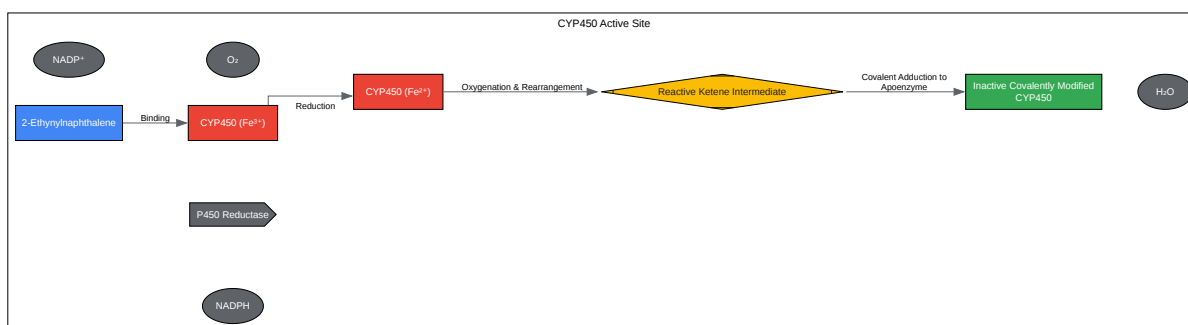 CYP450 Active Site
NADP⁺
O₂
2-Ethynylnaphthalene
Binding
CYP450 (Fe³⁺)
Reduction
CYP450 (Fe²⁺)
Oxygenation & Rearrangement
Reactive Ketene Intermediate
Covalent Adduction to
Apoenzyme
Inactive Covalently Modified
CYP450
H₂O
P450 Reductase
NADPH